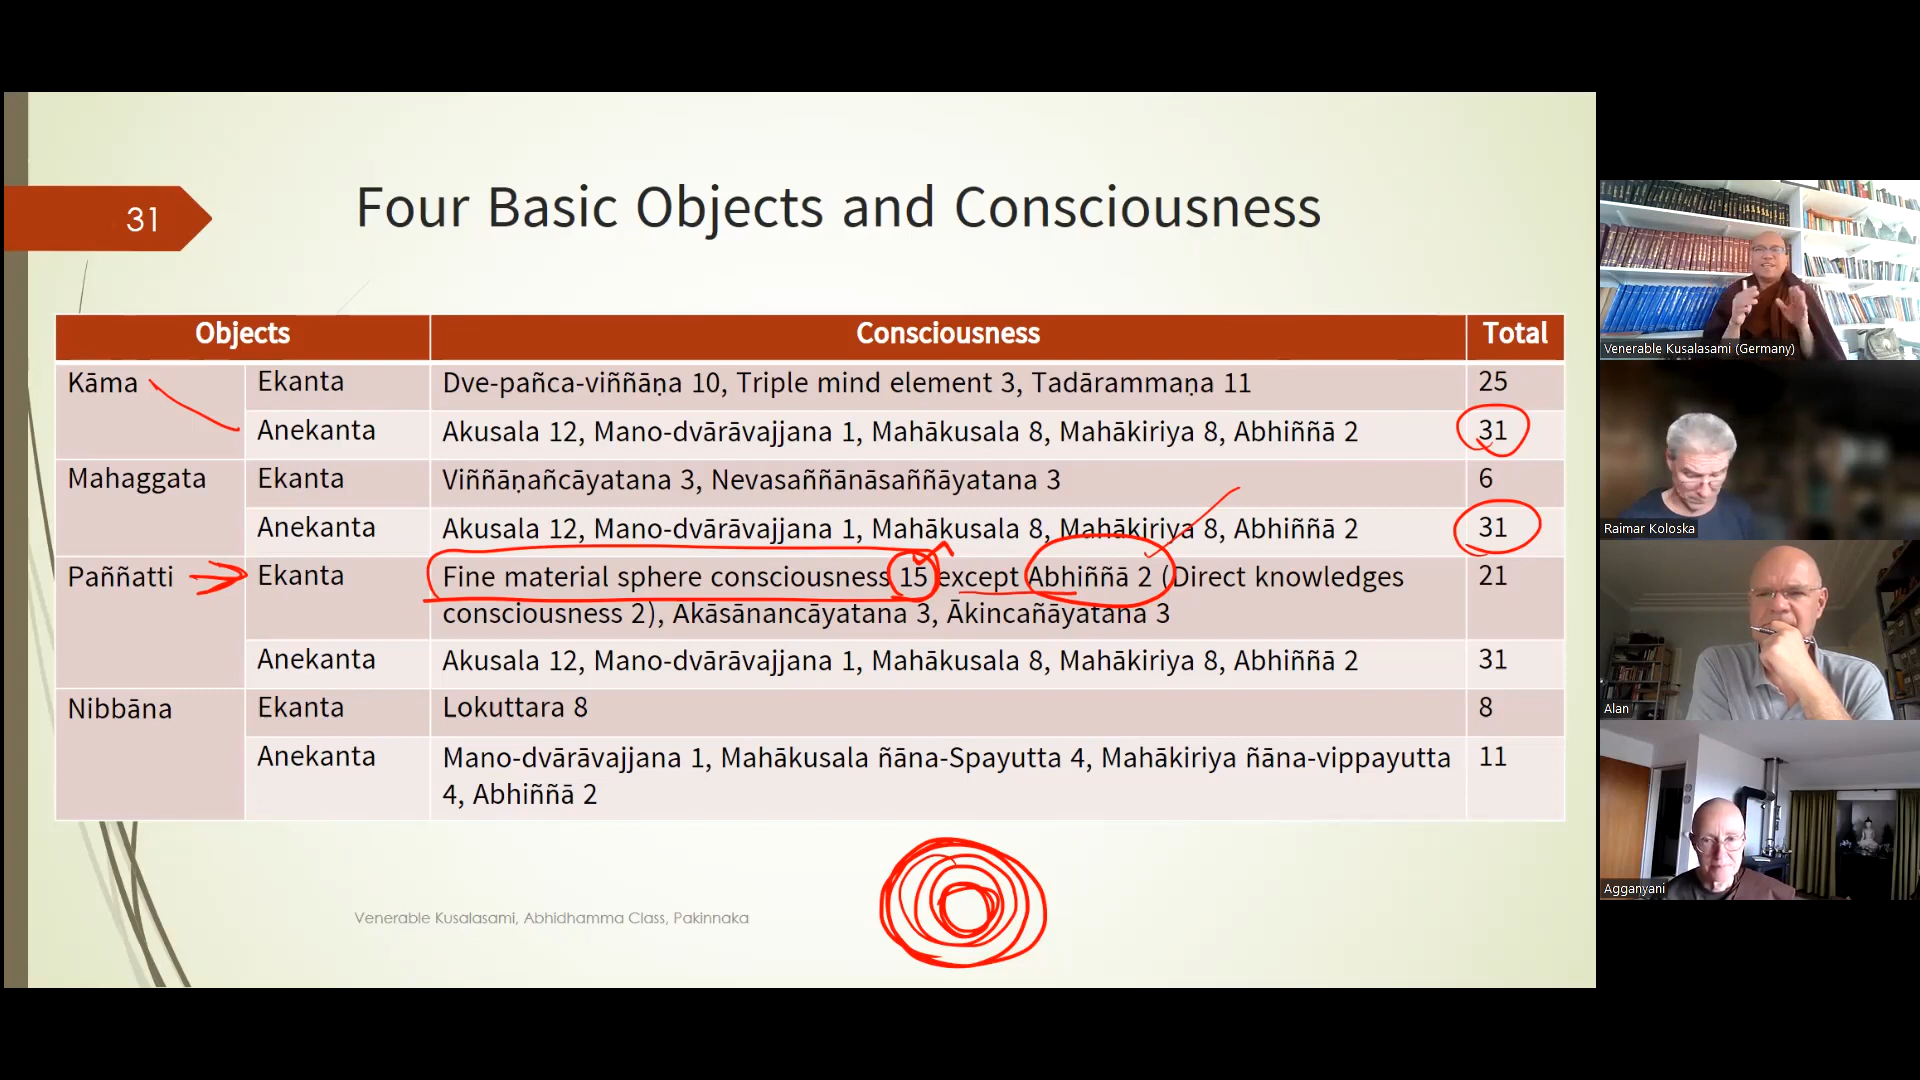 31
Four Basic Objects and Consciousness
Objects Consciousness Total
Kāma Ekanta Dve-pañca-viññāṇa 10, Triple mind element 3, Tadārammaṇa 11 25
Anekanta Akusala 12, Mano-dvārāvajjana 1, Mahākusala 8, Mahākiriya 8, Abhiññā 2 31
Mahaggata Ekanta Viññāṇañcāyatana 3, Nevasaññānāsaññāyatana 3 6
Anekanta Akusala 12, Mano-dvārāvajjana 1, Mahākusala 8, Mahākiriya 8, Abhiññā 2 31
Paññatti Ekanta Fine material sphere consciousness 15 except Abhiññā 2 (Direct knowledges 21
consciousness 2), Akāsānancāyatana 3, Ākincañāyatana 3
Anekanta Akusala 12, Mano-dvārāvajjana 1, Mahākusala 8, Mahākiriya 8, Abhiññā 2 31
Nibbāna Ekanta Lokuttara 8 8
Anekanta Mano-dvārāvajjana 1, Mahākusala ñāna-Spayutta 4, Mahākiriya ñāna-vippayutta 11
4, Abhiññā 2
Venerable Kusalasami, Abhidhamma Class, Pakinnaka
Venerable Kusalasami (Germany)
Raimar Koloska
Alan
Agganyani